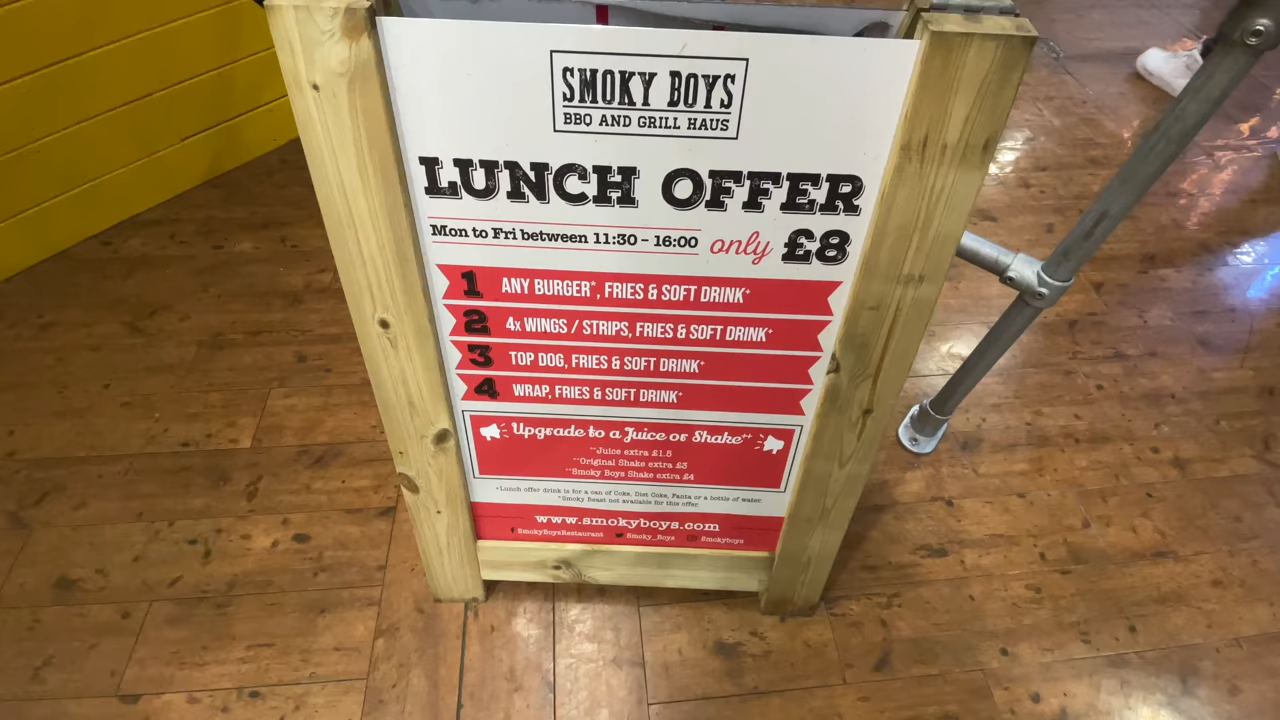 SMOKY BOYS
BBQ AND GRILL HAUS
LUNCH OFFER
Mon to Fri between 11:30 - 16:00 only £8
1 ANY BURGER*, FRIES & SOFT DRINK+
2 4x WINGS / STRIPS, FRIES & SOFT DRINK+
3 TOP DOG, FRIES & SOFT DRINK+
4 WRAP, FRIES & SOFT DRINK+
Upgrade to a Juice or Shake**
**Juice extra £1.5
**Original Shake extra £3
**Smoky Boys Shake extra £4
+Lunch offer drink is for a can of Coke, Diet Coke, Fanta or a bottle of water.
*Smoky Beast not available for this offer.
www.smokyboys.com
SmokyBoysRestaurant Smoky_Boys Smokyboys